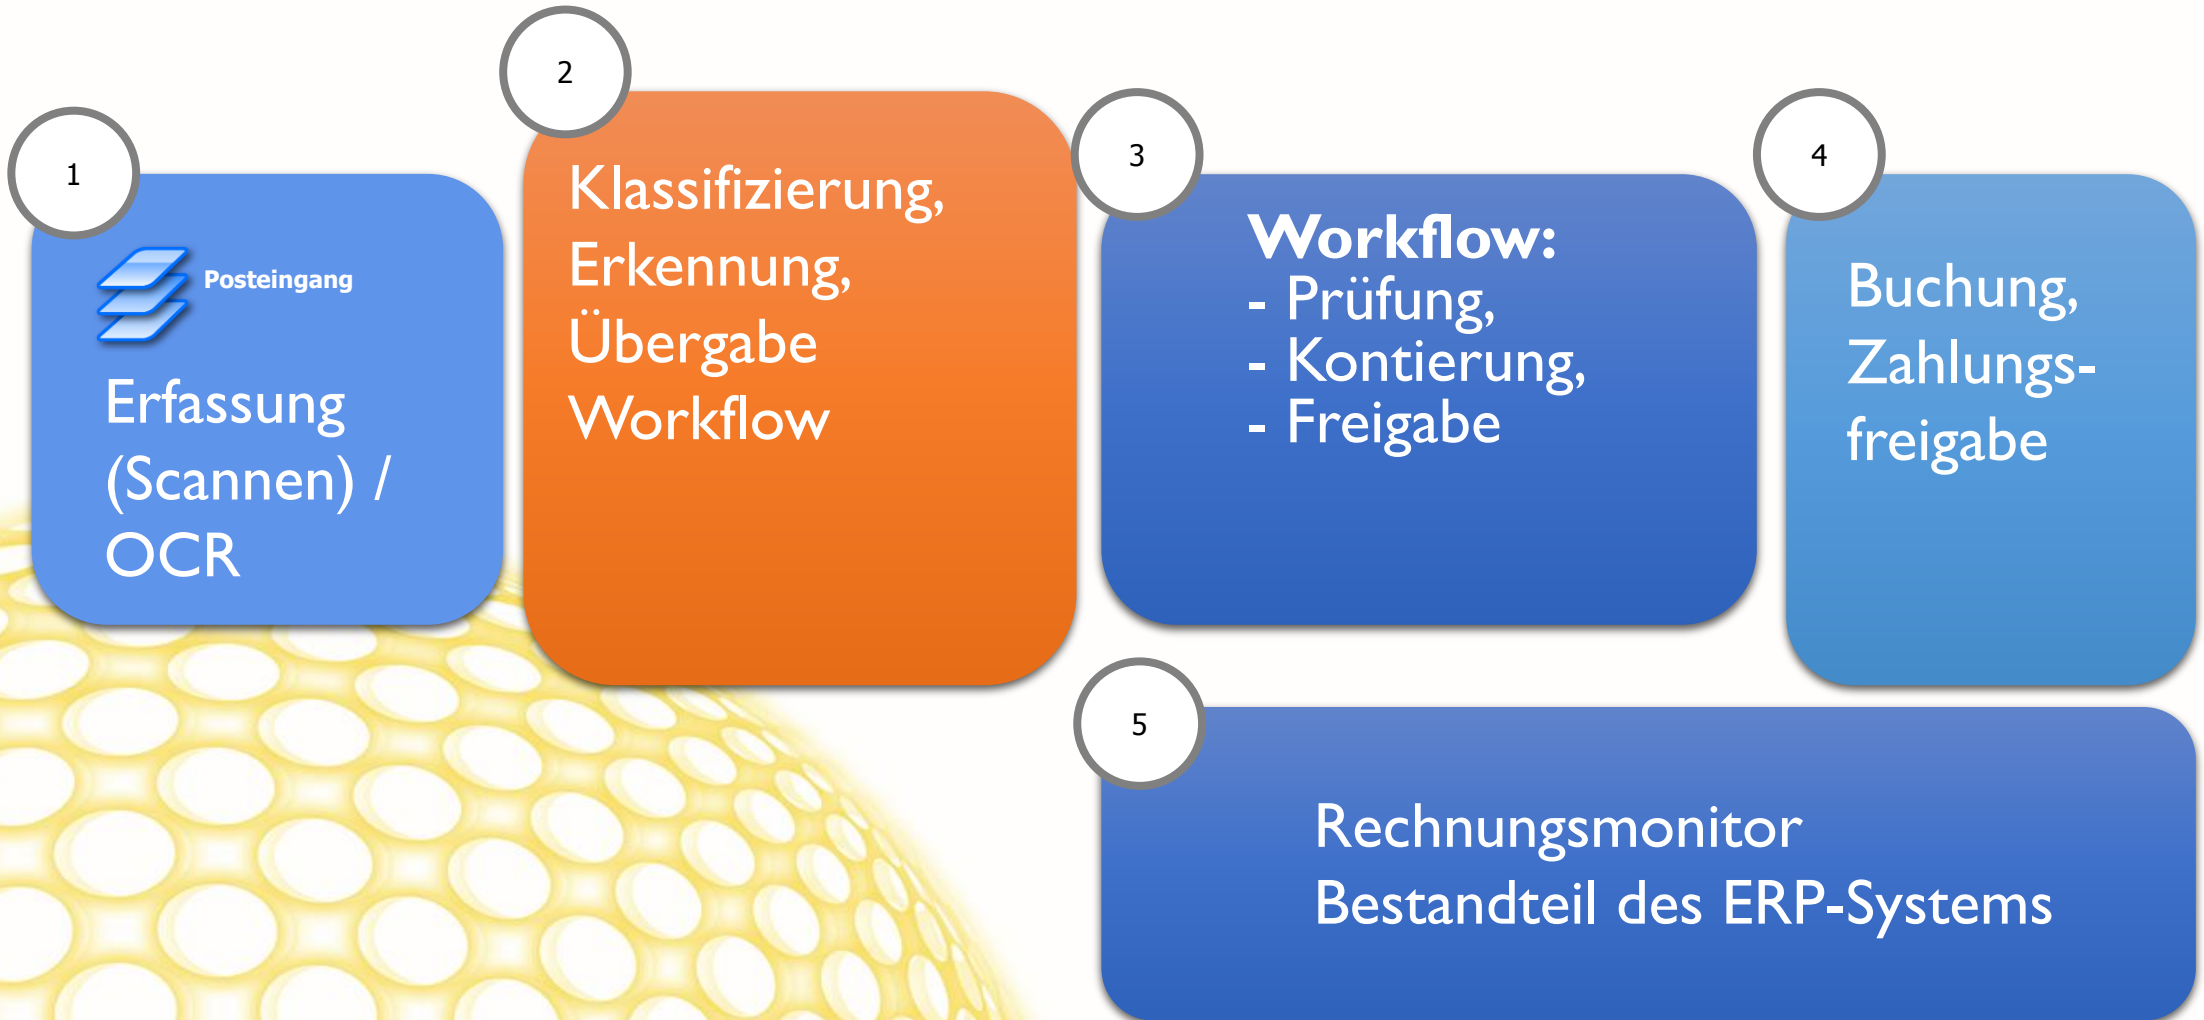 1
Posteingang
Erfassung
(Scannen) /
OCR
2
Klassifizierung,
Erkennung,
Übergabe
Workflow
3
Workflow:
- Prüfung,
- Kontierung,
- Freigabe
4
Buchung,
Zahlungs-
freigabe
5
Rechnungsmonitor
Bestandteil des ERP-Systems